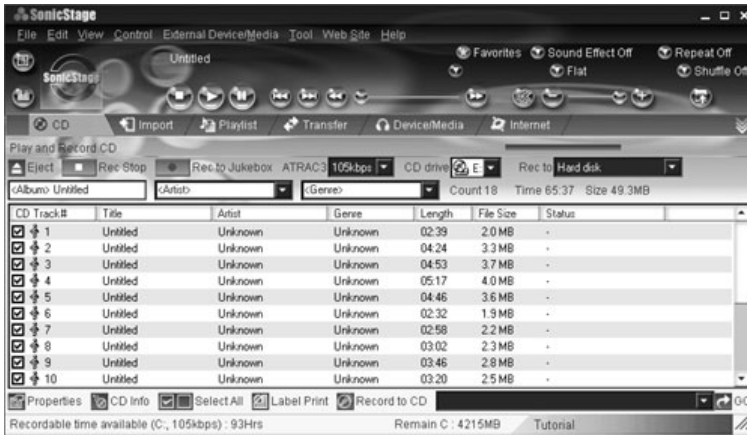 SonicStage
File Edit View Control External Device/Media Tool Web Site Help
Untitled
Favorites Sound Effect Off Repeat Off
SonicStage
Flat Shuffle Off
CD Import Playlist Transfer Device/Media Internet
Play and Record CD
Eject Rec Stop Rec to Jukebox ATRAC3 105kbps CD drive E: Rec to Hard disk
<Album> Untitled <Artist> <Genre> Count 18 Time 65:37 Size 49.3MB
CD Track# Title Artist Genre Length File Size Status
1 Untitled Unknown Unknown 02:39 2.0 MB -
2 Untitled Unknown Unknown 04:24 3.3 MB -
3 Untitled Unknown Unknown 04:53 3.7 MB -
4 Untitled Unknown Unknown 05:17 4.0 MB -
5 Untitled Unknown Unknown 04:46 3.6 MB -
6 Untitled Unknown Unknown 02:32 1.9 MB -
7 Untitled Unknown Unknown 02:58 2.2 MB -
8 Untitled Unknown Unknown 03:02 2.3 MB -
9 Untitled Unknown Unknown 03:46 2.8 MB -
10 Untitled Unknown Unknown 03:20 2.5 MB -
Properties CD Info Select All Label Print Record to CD GO
Recordable time available (C:, 105kbps) : 93Hrs Remain C : 4215MB Tutorial